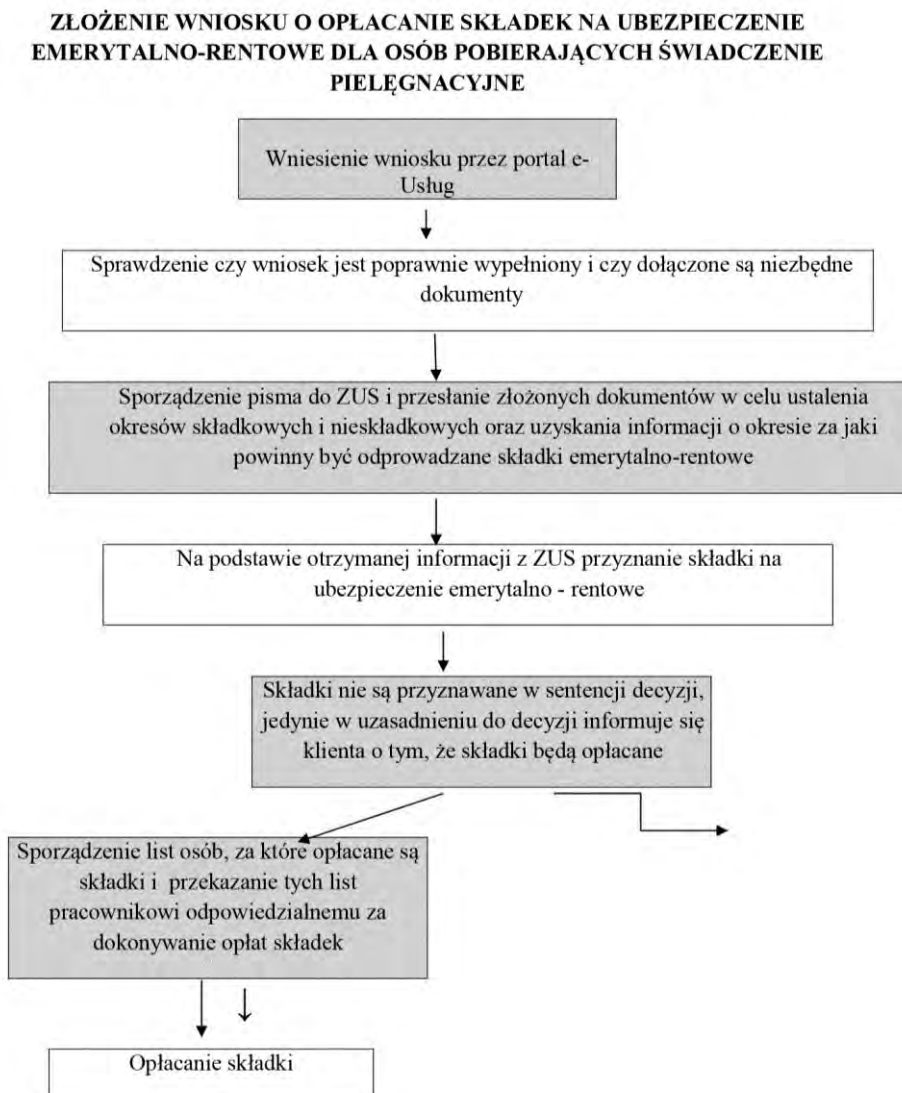 ZŁOŻENIE WNIOSKU O OPŁACANIE SKŁADEK NA UBEZPIECZENIE
EMERYTALNO-RENTOWE DLA OSÓB POBIERAJĄCYCH ŚWIADCZENIE
PIELĘGNACYJNE
Wniesienie wniosku przez portal e-
Usług
Sprawdzenie czy wniosek jest poprawnie wypełniony i czy dołączone są niezbędne
dokumenty
Sporządzenie pisma do ZUS i przesłanie złożonych dokumentów w celu ustalenia
okresów składkowych i nieskładkowych oraz uzyskania informacji o okresie za jaki
powinny być odprowadzane składki emerytalno-rentowe
Na podstawie otrzymanej informacji z ZUS przyznanie składki na
ubezpieczenie emerytalno - rentowe
Składki nie są przyznawane w sentencji decyzji,
jedynie w uzasadnieniu do decyzji informuje się
klienta o tym, że składki będą opłacane
Sporządzenie list osób, za które opłacane są
składki i przekazanie tych list
pracownikowi odpowiedzialnemu za
dokonywanie opłat składek
Opłacanie składki